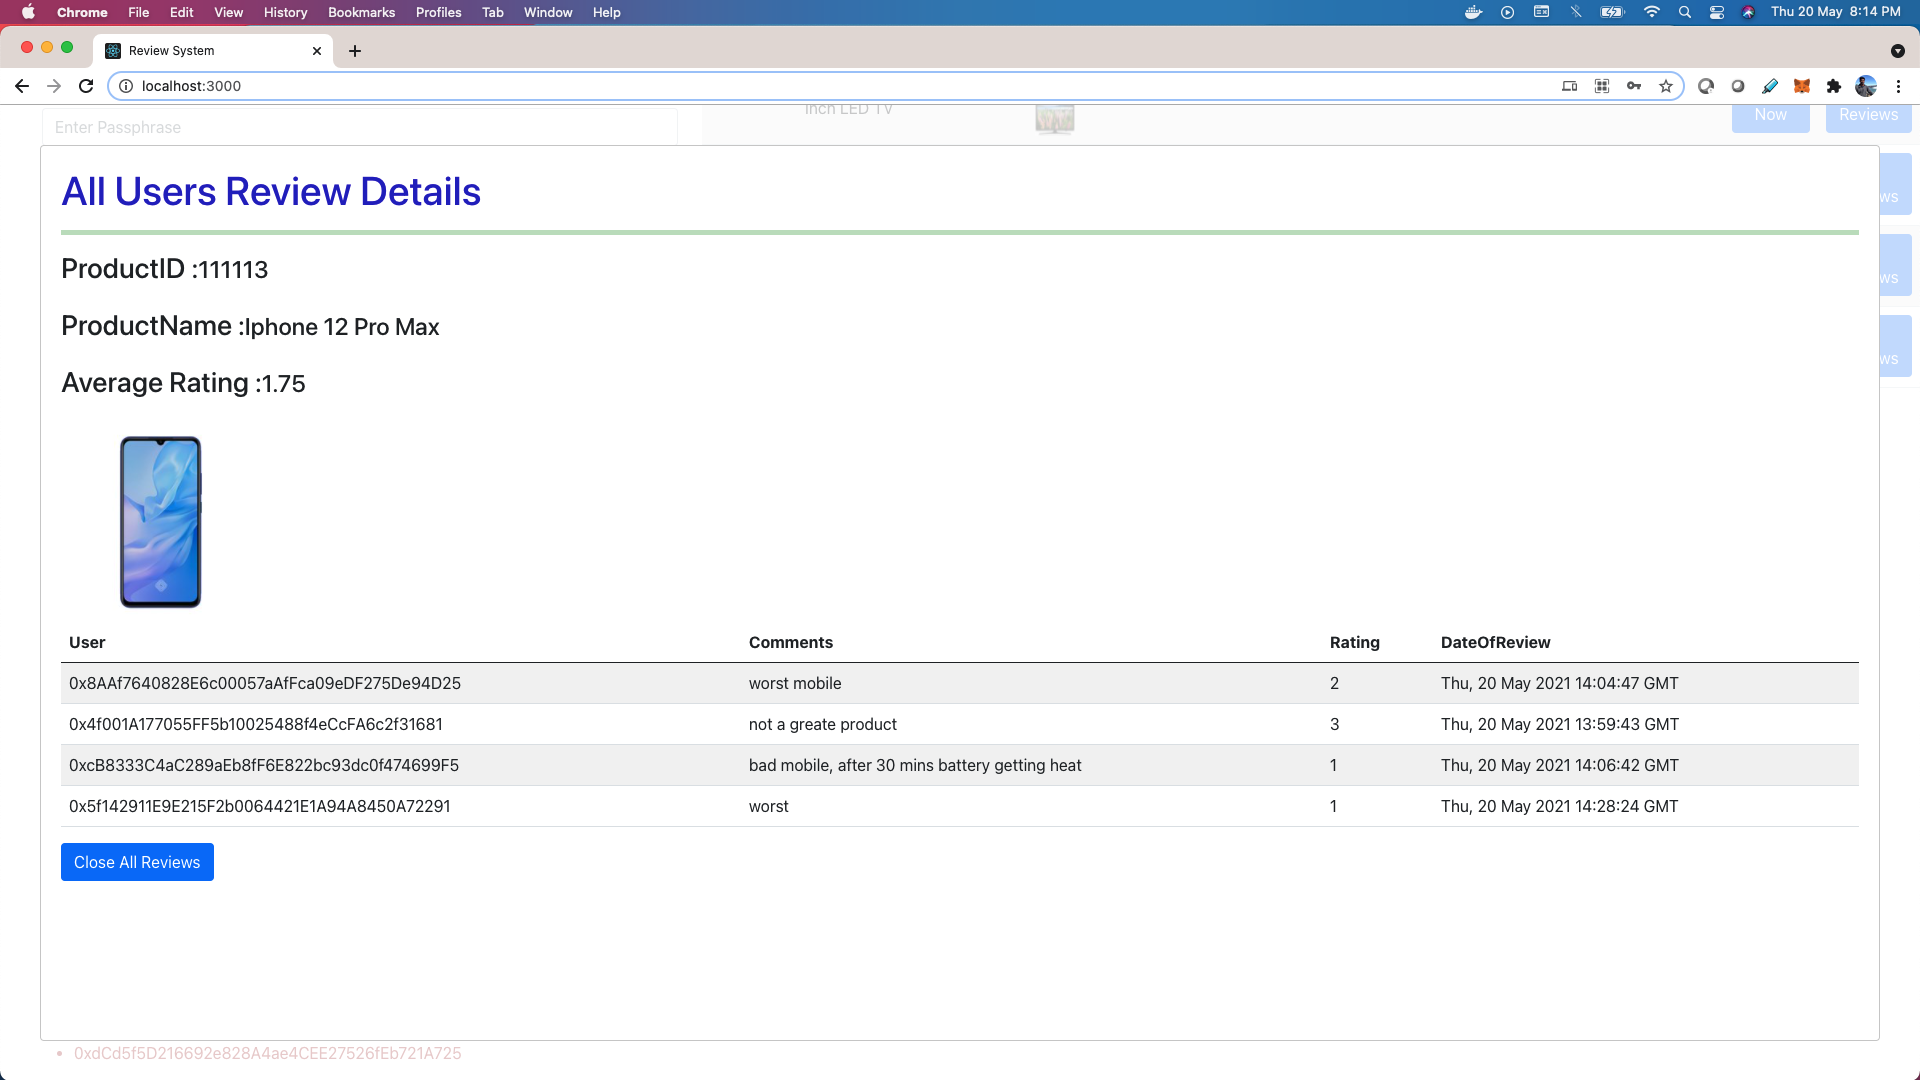 Chrome File Edit View History Bookmarks Profiles Tab Window Help Thu 20 May 8:14 PM
Review System
localhost:3000
Enter Passphrase
inch LED TV
Now
Reviews
All Users Review Details
ws
ProductID :111113
ws
ProductName :Iphone 12 Pro Max
ws
Average Rating :1.75
User Comments Rating DateOfReview
0x8AAf7640828E6c00057aAfFca09eDF275De94D25 worst mobile 2 Thu, 20 May 2021 14:04:47 GMT
0x4f001A177055FF5b10025488f4eCcFA6c2f31681 not a greate product 3 Thu, 20 May 2021 13:59:43 GMT
0xcB8333C4aC289aEb8fF6E822bc93dc0f474699F5 bad mobile, after 30 mins battery getting heat 1 Thu, 20 May 2021 14:06:42 GMT
0x5f142911E9E215F2b0064421E1A94A8450A72291 worst 1 Thu, 20 May 2021 14:28:24 GMT
Close All Reviews
0xdCd5f5D216692e828A4ae4CEE27526fEb721A725